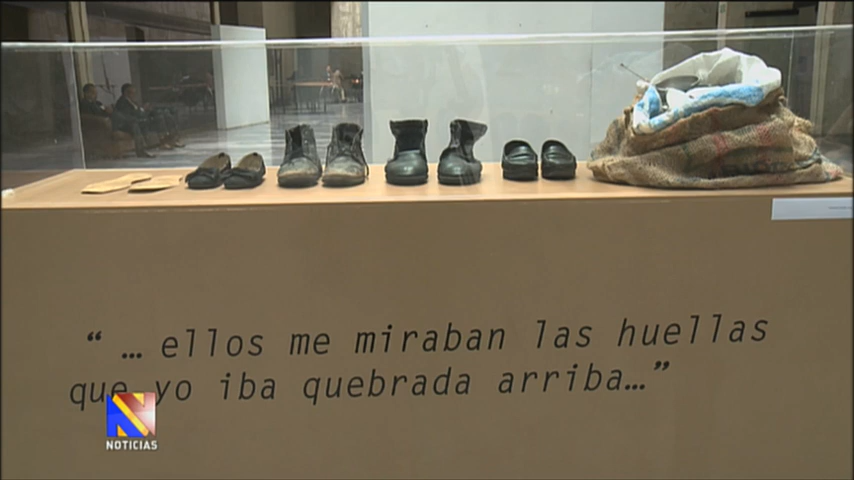 “ … ellos me miraban las huellas
que yo iba quebrada arriba…”
N
NOTICIAS